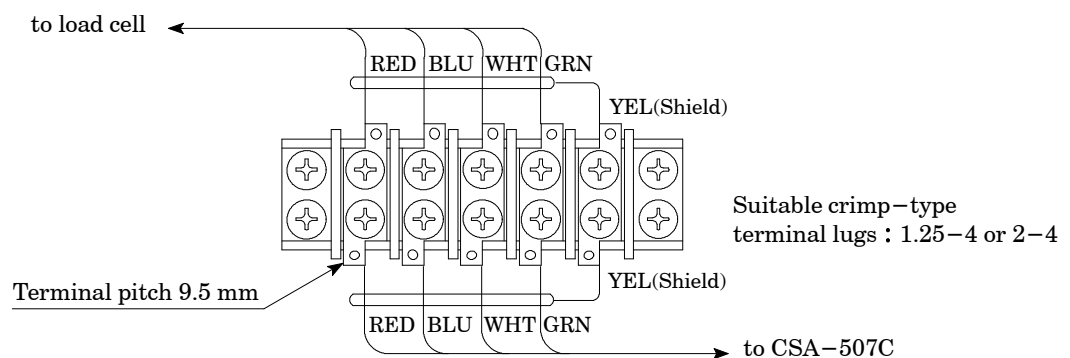 to load cell
RED BLU WHT GRN
YEL(Shield)
Suitable crimp−type
terminal lugs : 1.25−4 or 2−4
YEL(Shield)
Terminal pitch 9.5 mm
RED BLU WHT GRN
to CSA−507C